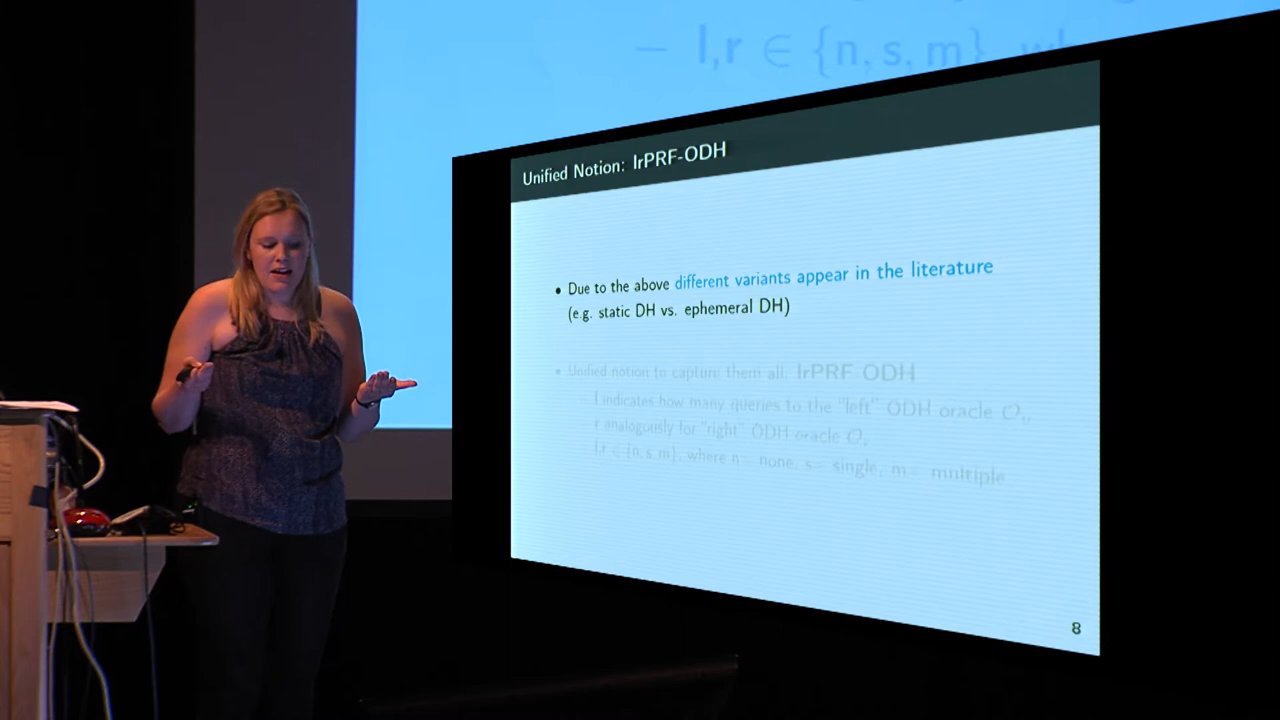 – l,r ∈ {n, s, m},
Unified Notion: lrPRF-ODH
• Due to the above different variants appear in the literature
(e.g. static DH vs. ephemeral DH)
• Unified notion to capture them all: lrPRF-ODH
l indicates how many queries to the "left" ODH oracle O
r analogously for "right" ODH oracle O
l,r ∈ {n, s, m}, where n = none, s = single, m = multiple
8